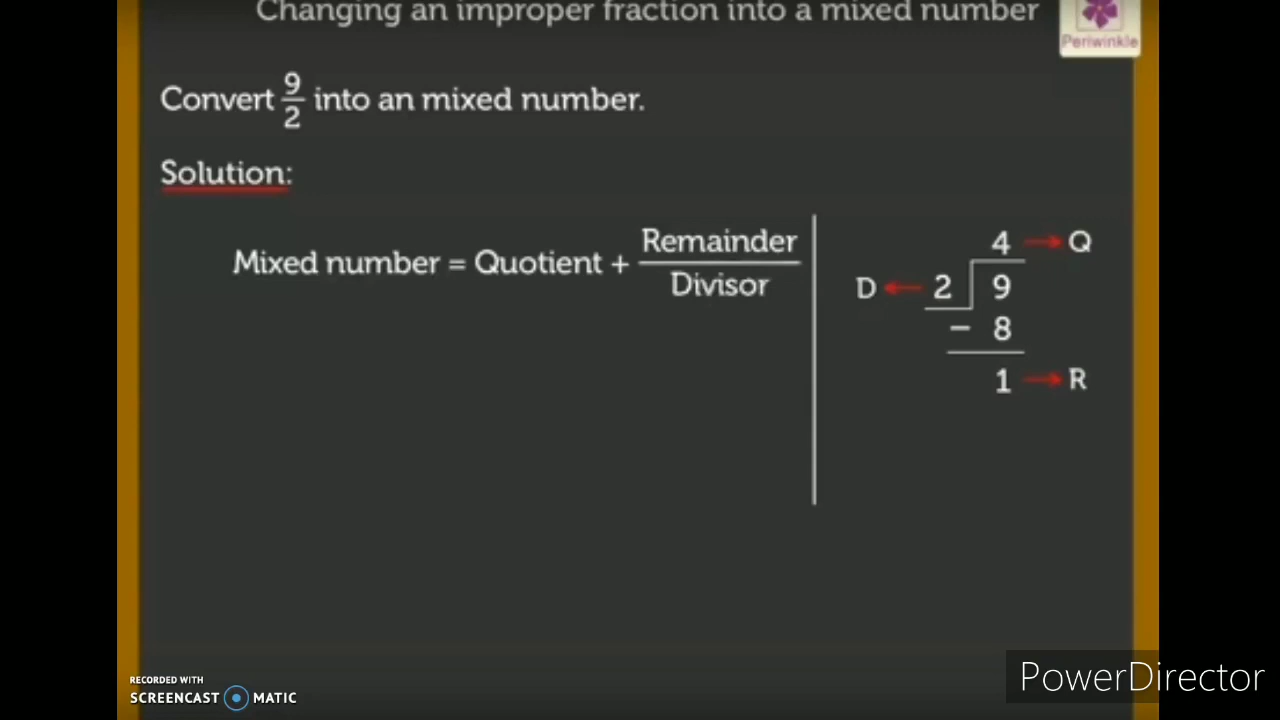 Changing an improper fraction into a mixed number
Periwinkle
Convert 9/2 into an mixed number.
Solution:
Mixed number = Quotient + Remainder/Divisor
4 → Q
D ← 2 9
− 8
1 → R
RECORDED WITH
SCREENCAST MATIC
PowerDirector